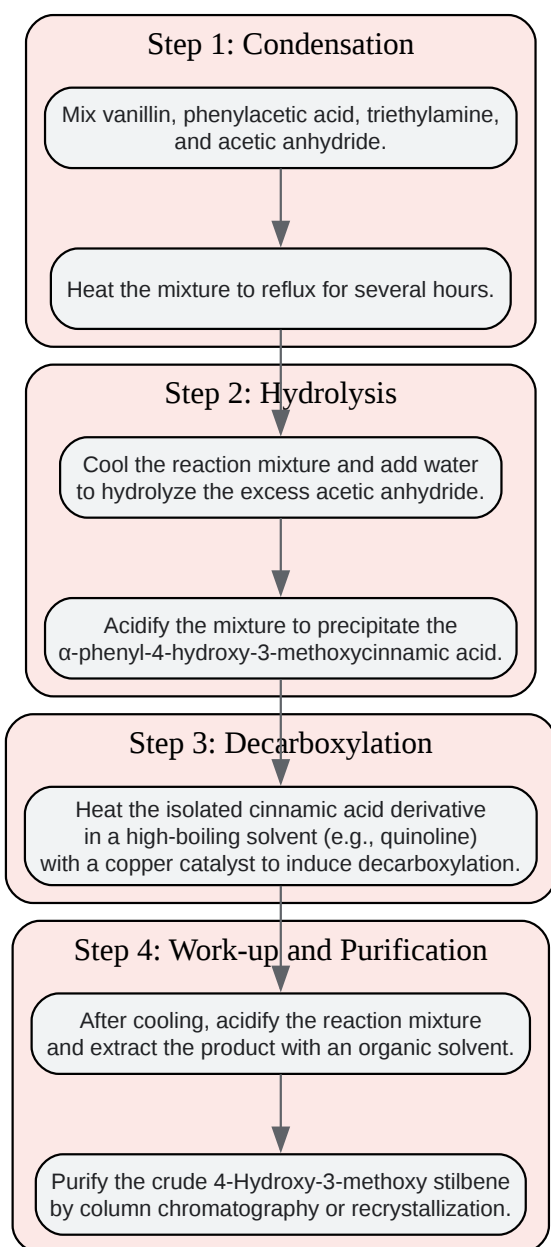 Step 1: Condensation
Mix vanillin, phenylacetic acid, triethylamine,
and acetic anhydride.
Heat the mixture to reflux for several hours.
Step 2: Hydrolysis
Cool the reaction mixture and add water
to hydrolyze the excess acetic anhydride.
Acidify the mixture to precipitate the
α-phenyl-4-hydroxy-3-methoxycinnamic acid.
Step 3: Decarboxylation
Heat the isolated cinnamic acid derivative
in a high-boiling solvent (e.g., quinoline)
with a copper catalyst to induce decarboxylation.
Step 4: Work-up and Purification
After cooling, acidify the reaction mixture
and extract the product with an organic solvent.
Purify the crude 4-Hydroxy-3-methoxy stilbene
by column chromatography or recrystallization.